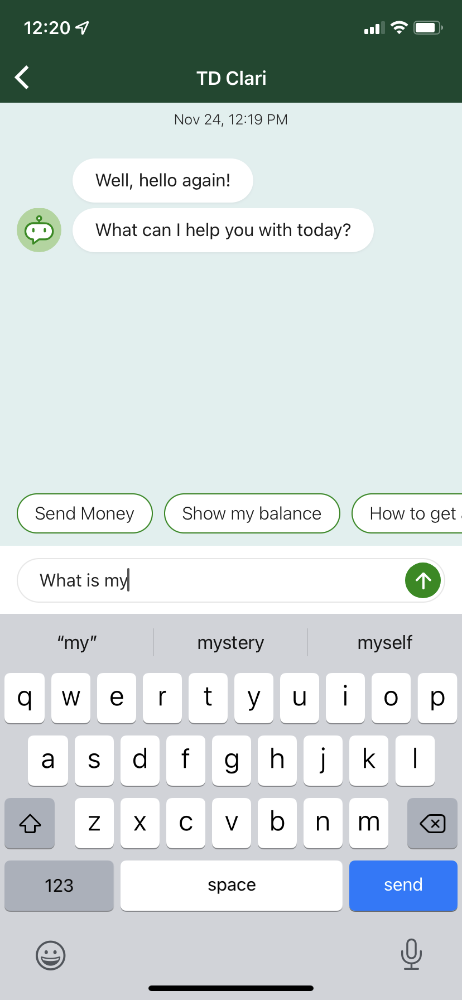 12:20
TD Clari
Nov 24, 12:19 PM
Well, hello again!
What can I help you with today?
Send Money Show my balance How to get
What is my
“my” mystery myself
q w e r t y u i o p
a s d f g h j k l
z x c v b n m
123 space send